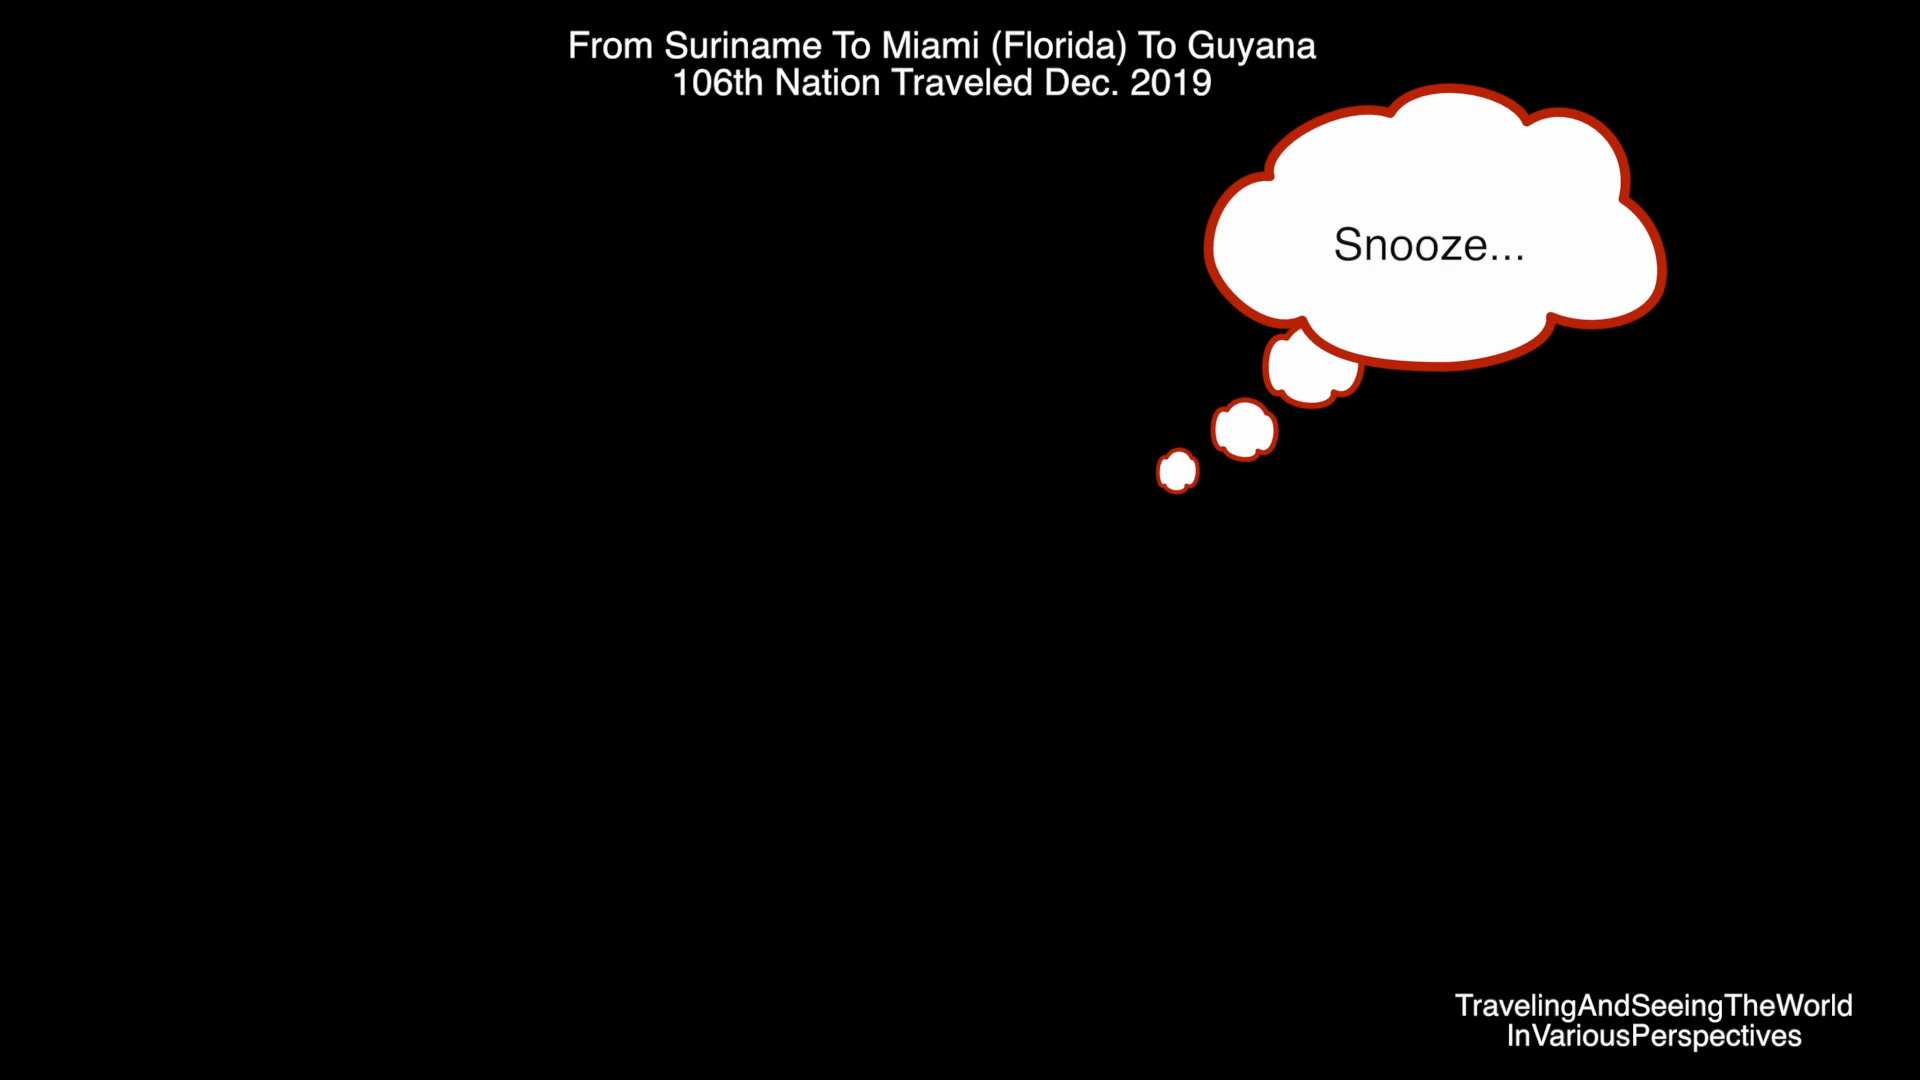 From Suriname To Miami (Florida) To Guyana
106th Nation Traveled Dec. 2019
Snooze...
TravelingAndSeeingTheWorld
InVariousPerspectives